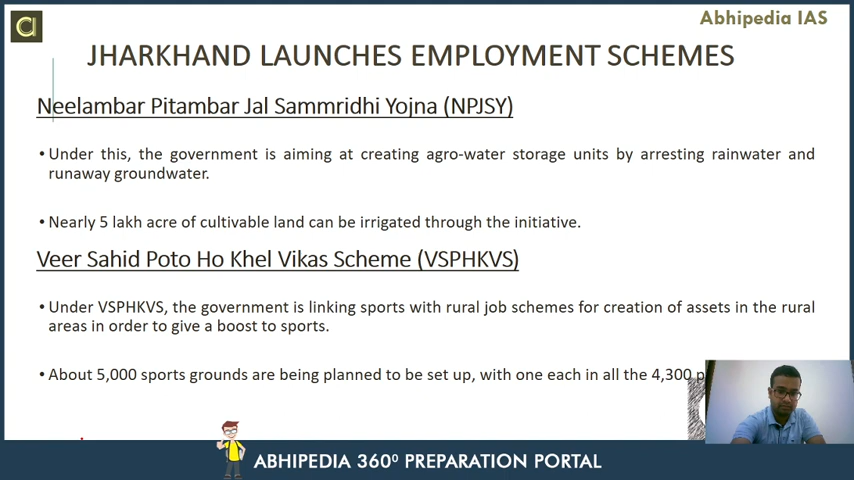 Abhipedia IAS
JHARKHAND LAUNCHES EMPLOYMENT SCHEMES
Neelambar Pitambar Jal Sammridhi Yojna (NPJSY)
• Under this, the government is aiming at creating agro-water storage units by arresting rainwater and
runaway groundwater.
• Nearly 5 lakh acre of cultivable land can be irrigated through the initiative.
Veer Sahid Poto Ho Khel Vikas Scheme (VSPHKVS)
• Under VSPHKVS, the government is linking sports with rural job schemes for creation of assets in the rural
areas in order to give a boost to sports.
• About 5,000 sports grounds are being planned to be set up, with one each in all the 4,300
ABHIPEDIA 360⁰ PREPARATION PORTAL